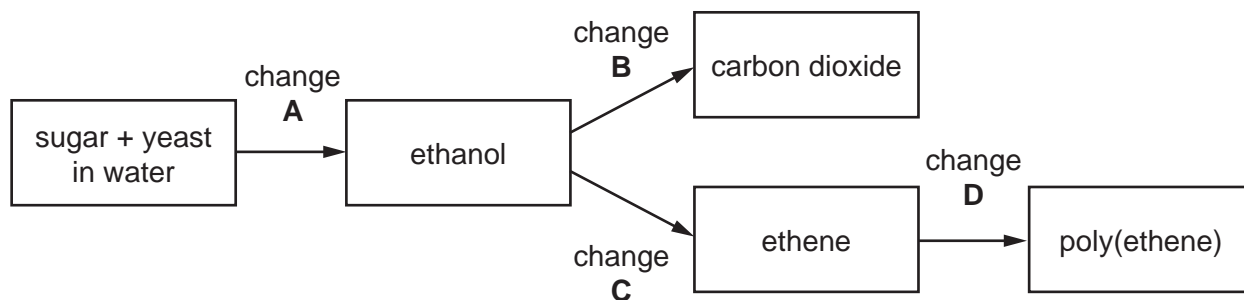 sugar + yeast
in water
change
A
ethanol
change
B
carbon dioxide
change
C
ethene
change
D
poly(ethene)